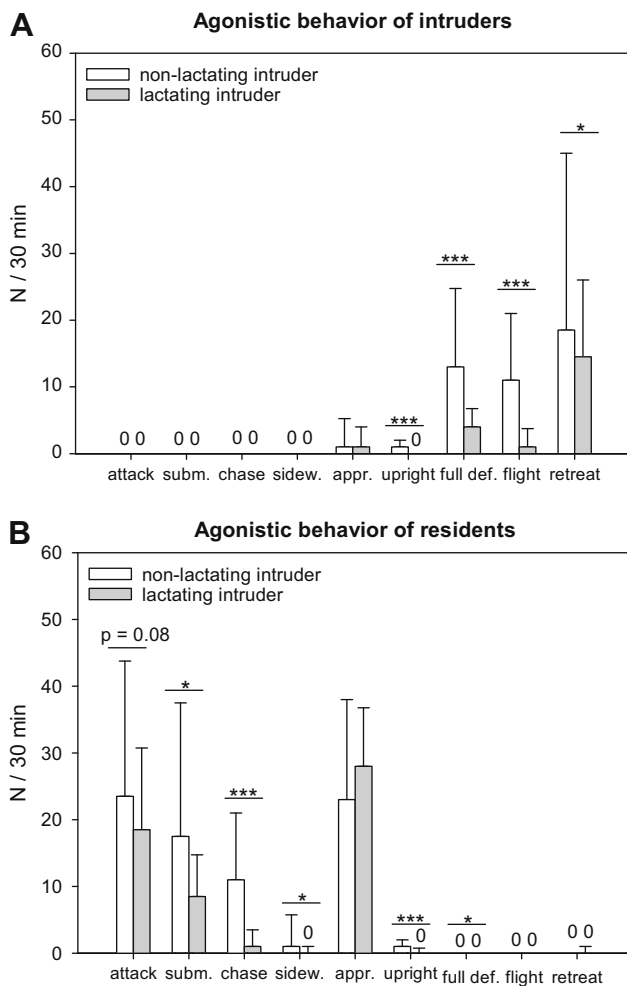 A
Agonistic behavior of intruders
60
50
40
30
20
10
0
N / 30 min
non-lactating intruder
lactating intruder
*
***
***
***
0 0
0 0
0 0
0 0
0
attack subm. chase sidew. appr. upright full def. flight retreat
B
Agonistic behavior of residents
60
50
40
30
20
10
0
N / 30 min
non-lactating intruder
lactating intruder
p = 0.08
*
***
*
0
***
0
*
0 0
0 0
0 0
attack subm. chase sidew. appr. upright full def. flight retreat